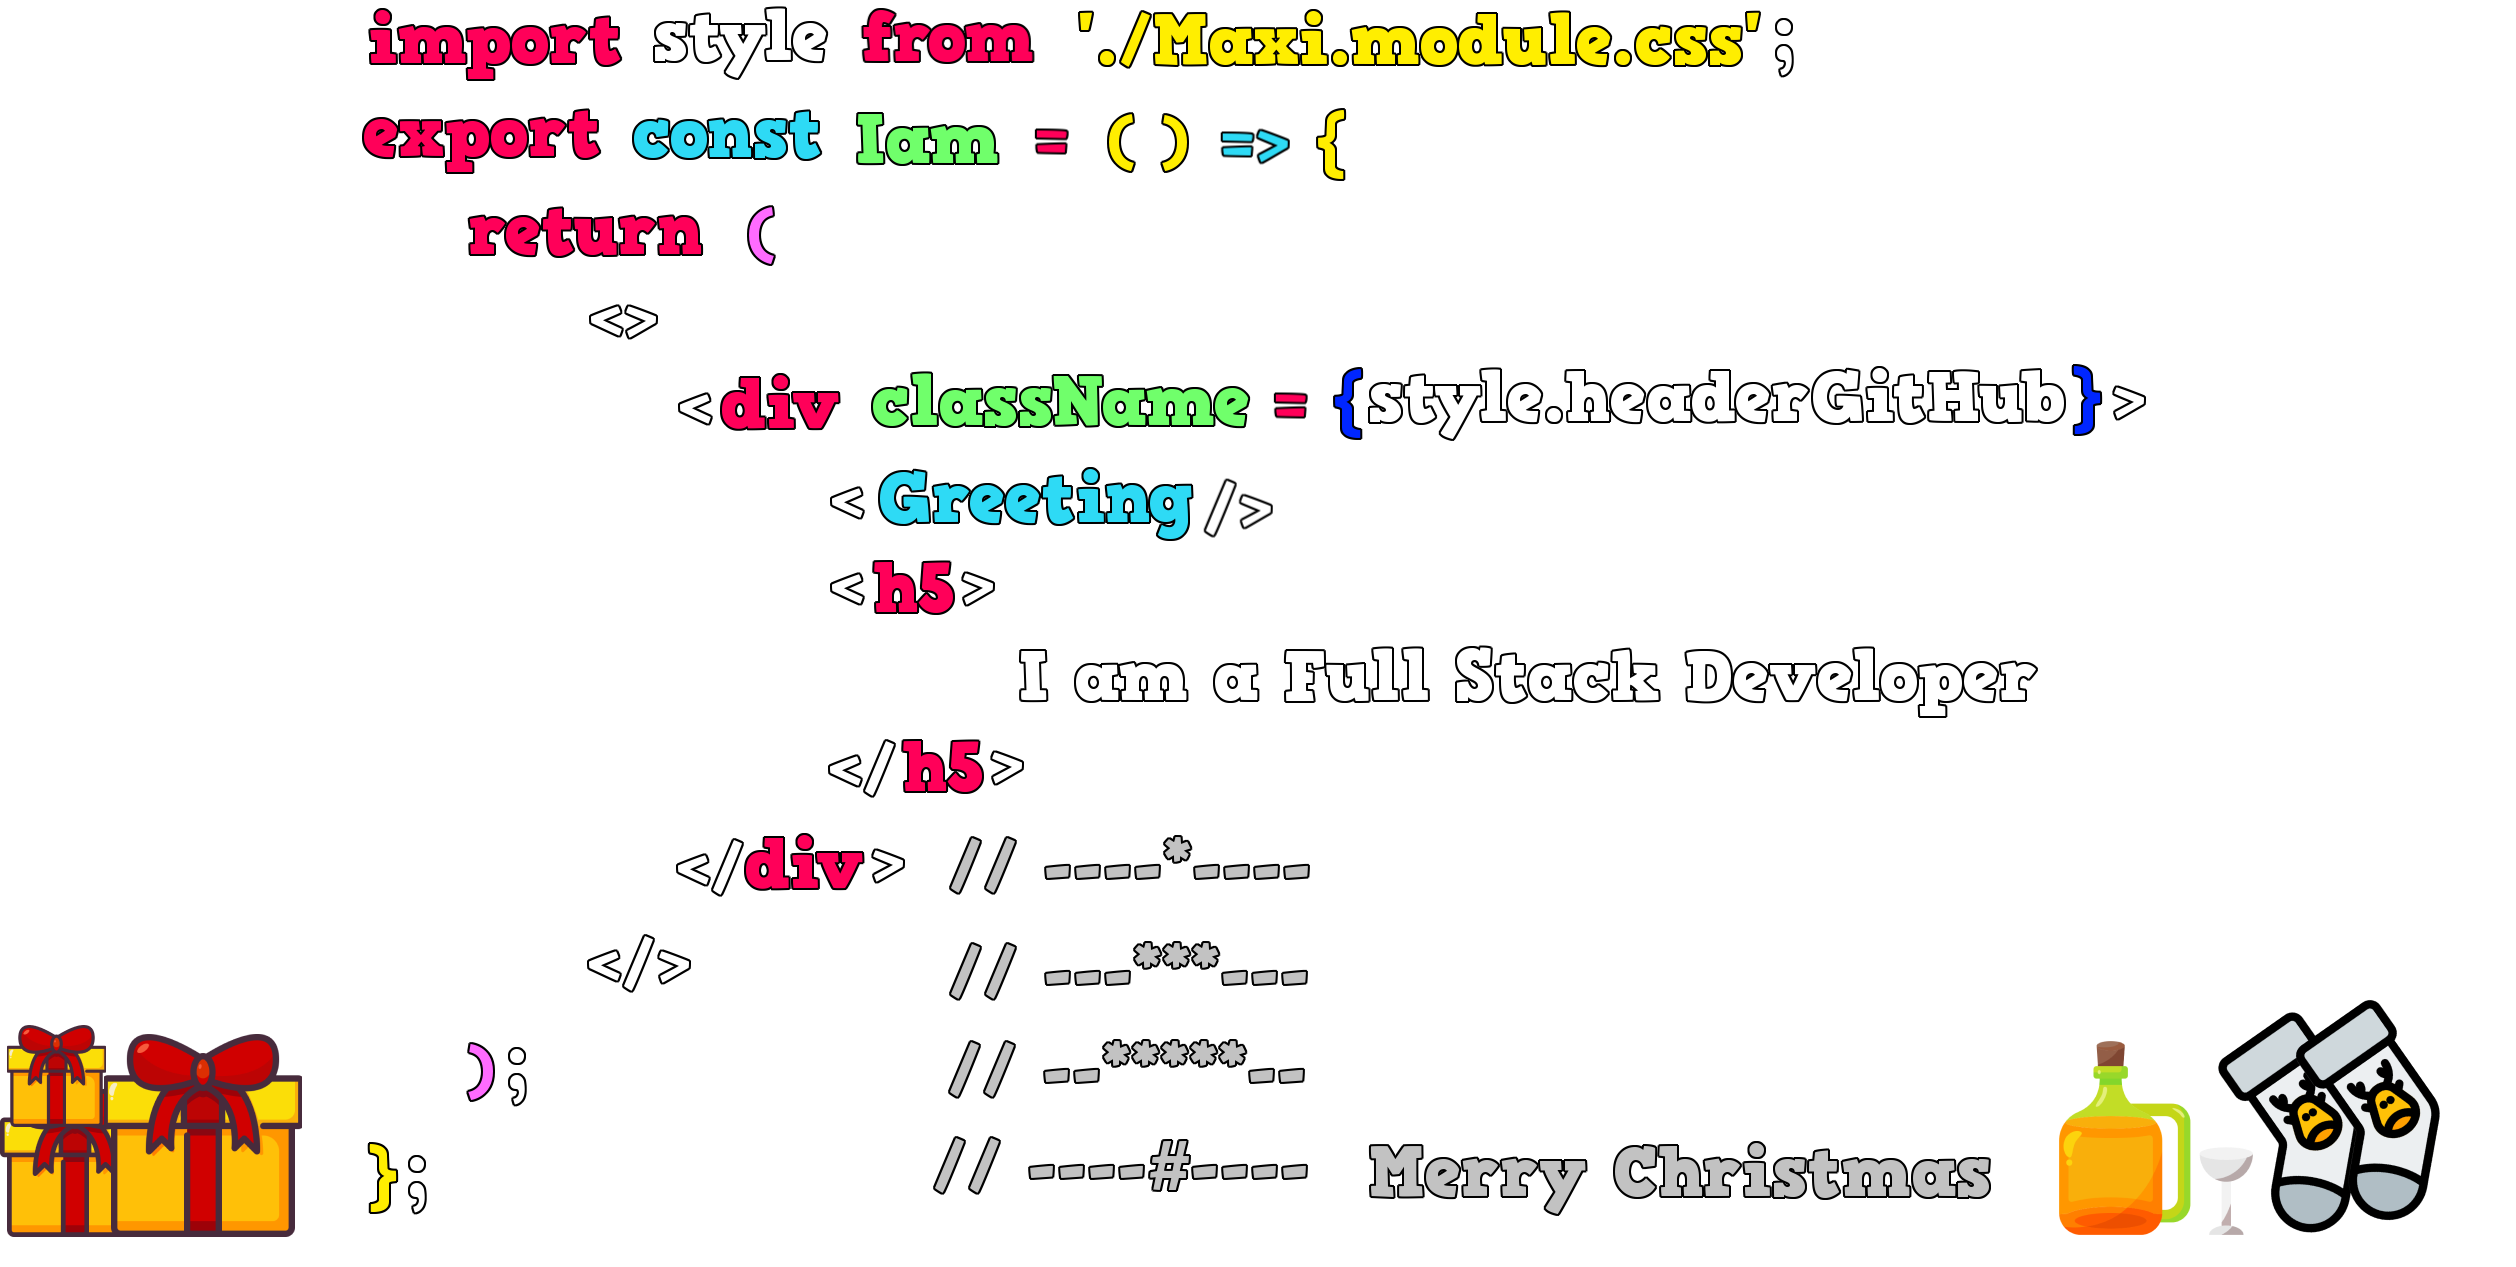 import style from './Maxi.module.css';
export const Iam = ( ) => {
return (
<>
<div className = {style.headerGitHub}>
< Greeting />
<h5>
I am a Full Stack Developer
</h5>
</div> // ----*----
</> // ---***---
); // --*****--
}; // ----#---- Merry Christmas